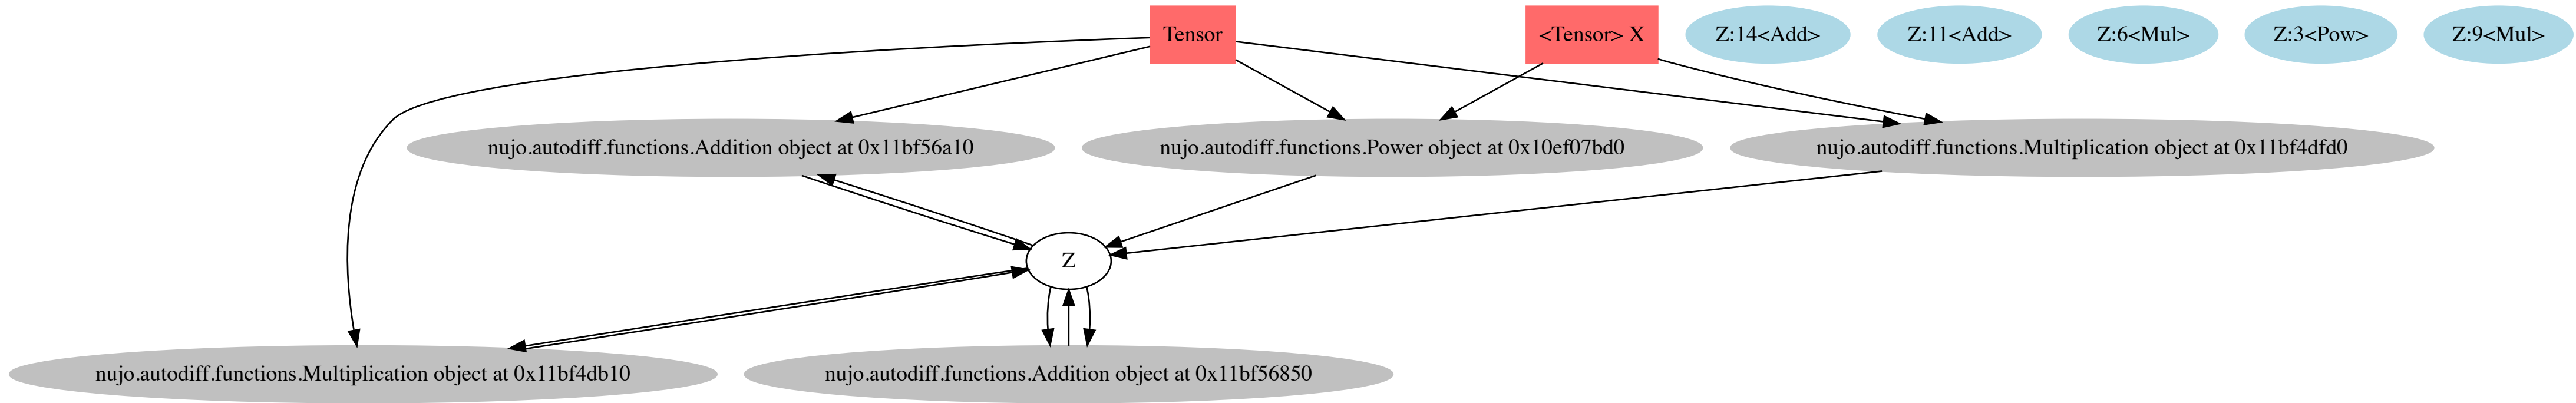 Tensor
<Tensor> X
Z:14<Add>
Z:11<Add>
Z:6<Mul>
Z:3<Pow>
Z:9<Mul>
nujo.autodiff.functions.Addition object at 0x11bf56a10
nujo.autodiff.functions.Power object at 0x10ef07bd0
nujo.autodiff.functions.Multiplication object at 0x11bf4dfd0
Z
nujo.autodiff.functions.Multiplication object at 0x11bf4db10
nujo.autodiff.functions.Addition object at 0x11bf56850